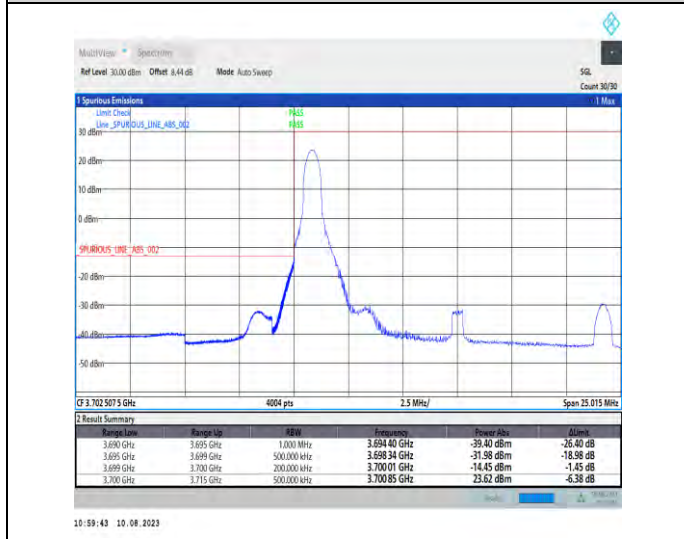 MultiView Spectrum
Ref Level 30.00 dBm Offset 8.44 dB Mode Auto Sweep SGL
Count 30/30
1 Spurious Emissions 1 Max
Limit Check PASS
Line _SPURIOUS_LINE_ABS_002 PASS
30 dBm
20 dBm
10 dBm
0 dBm
_SPURIOUS_LINE_ABS_002
-20 dBm
-30 dBm
-40 dBm
-50 dBm
CF 3.702 507 5 GHz 4004 pts 2.5 MHz/ Span 25.015 MHz
2 Result Summary
Range Low Range Up RBW Frequency Power Abs ΔLimit
3.690 GHz 3.695 GHz 1.000 MHz 3.694 40 GHz -39.40 dBm -26.40 dB
3.695 GHz 3.699 GHz 500.000 kHz 3.698 34 GHz -31.98 dBm -18.98 dB
3.699 GHz 3.700 GHz 200.000 kHz 3.700 01 GHz -14.45 dBm -1.45 dB
3.700 GHz 3.715 GHz 500.000 kHz 3.700 85 GHz 23.62 dBm -6.38 dB
10:59:43 10.08.2023